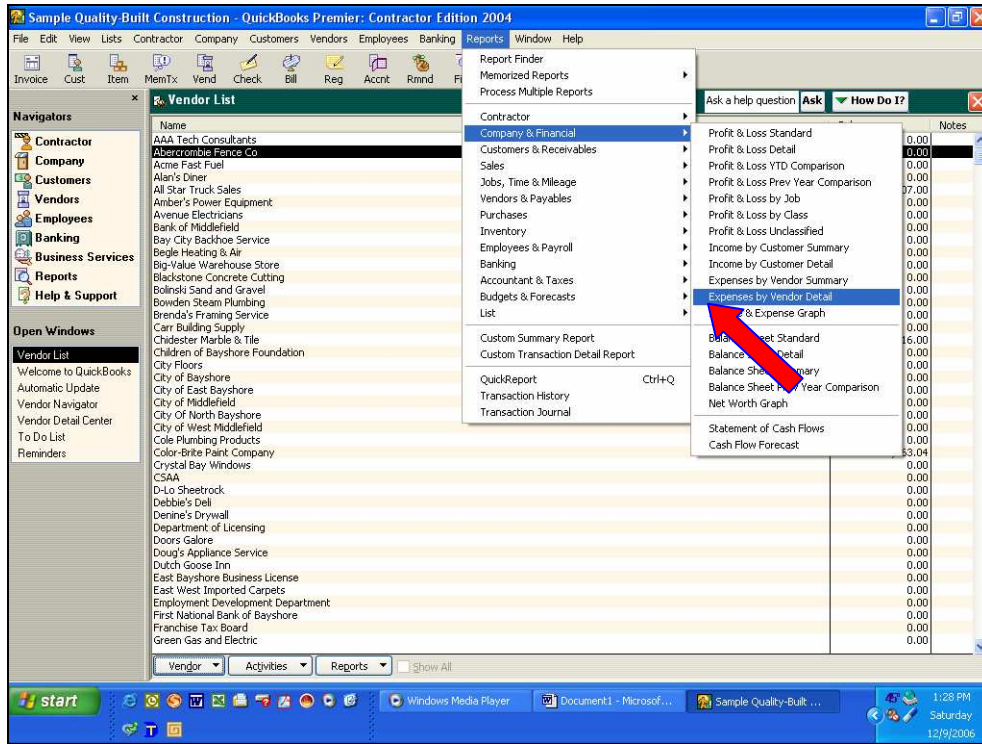 Sample Quality-Built Construction - QuickBooks Premier: Contractor Edition 2004
File Edit View Lists Contractor Company Customers Vendors Employees Banking Reports Window Help
Invoice Cust Item MemTx Vend Check Bill Reg Accnt Rmnd
Vendor List
Ask a help question Ask How Do I?
Navigators
Contractor
Company
Customers
Vendors
Employees
Banking
Business Services
Reports
Help & Support
Open Windows
Vendor List
Welcome to QuickBooks
Automatic Update
Vendor Navigator
Vendor Detail Center
To Do List
Reminders
Name Notes
AAA Tech Consultants 0.00
Abercrombie Fence Co 0.00
Acme Fast Fuel 0.00
Alan's Diner 0.00
All Star Truck Sales 07.00
Amber's Power Equipment 0.00
Avenue Electricians 0.00
Bank of Middlefield 0.00
Bay City Backhoe Service 0.00
Begle Heating & Air 0.00
Big-Value Warehouse Store 0.00
Blackstone Concrete Cutting 0.00
Bolinski Sand and Gravel 0.00
Bowden Steam Plumbing 0.00
Brenda's Framing Service 0.00
Carr Building Supply 0.00
Chidester Marble & Tile 16.00
Children of Bayshore Foundation 0.00
City Floors 0.00
City of Bayshore 0.00
City of East Bayshore 0.00
City of Middlefield 0.00
City Of North Bayshore 0.00
City of West Middlefield 0.00
Cole Plumbing Products 0.00
Color-Brite Paint Company 53.04
Crystal Bay Windows 0.00
CSAA 0.00
D-Lo Sheetrock 0.00
Debbie's Deli 0.00
Denine's Drywall 0.00
Department of Licensing 0.00
Doors Galore 0.00
Doug's Appliance Service 0.00
Dutch Goose Inn 0.00
East Bayshore Business License 0.00
East West Imported Carpets 0.00
Employment Development Department 0.00
First National Bank of Bayshore 0.00
Franchise Tax Board 0.00
Green Gas and Electric 0.00
Report Finder
Memorized Reports
Process Multiple Reports
Contractor
Company & Financial
Customers & Receivables
Sales
Jobs, Time & Mileage
Vendors & Payables
Purchases
Inventory
Employees & Payroll
Banking
Accountant & Taxes
Budgets & Forecasts
List
Custom Summary Report
Custom Transaction Detail Report
QuickReport Ctrl+Q
Transaction History
Transaction Journal
Profit & Loss Standard
Profit & Loss Detail
Profit & Loss YTD Comparison
Profit & Loss Prev Year Comparison
Profit & Loss by Job
Profit & Loss by Class
Profit & Loss Unclassified
Income by Customer Summary
Income by Customer Detail
Expenses by Vendor Summary
Expenses by Vendor Detail
& Expense Graph
Sheet Standard
Balance Detail
Balance Sheet
Balance Sheet Year Comparison
Net Worth Graph
Statement of Cash Flows
Cash Flow Forecast
Vendor Activities Reports Show All
start Windows Media Player Document1 - Microsof... Sample Quality-Built ... 1:28 PM
Saturday
12/9/2006